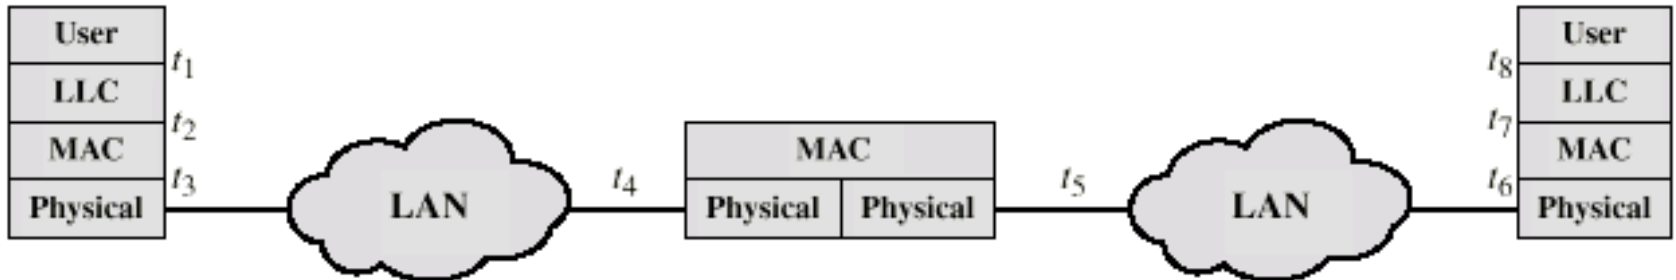 User
t1
LLC
t2
MAC
t3
Physical
LAN
t4
MAC
Physical Physical
t5
LAN
User
t8
LLC
t7
MAC
t6
Physical